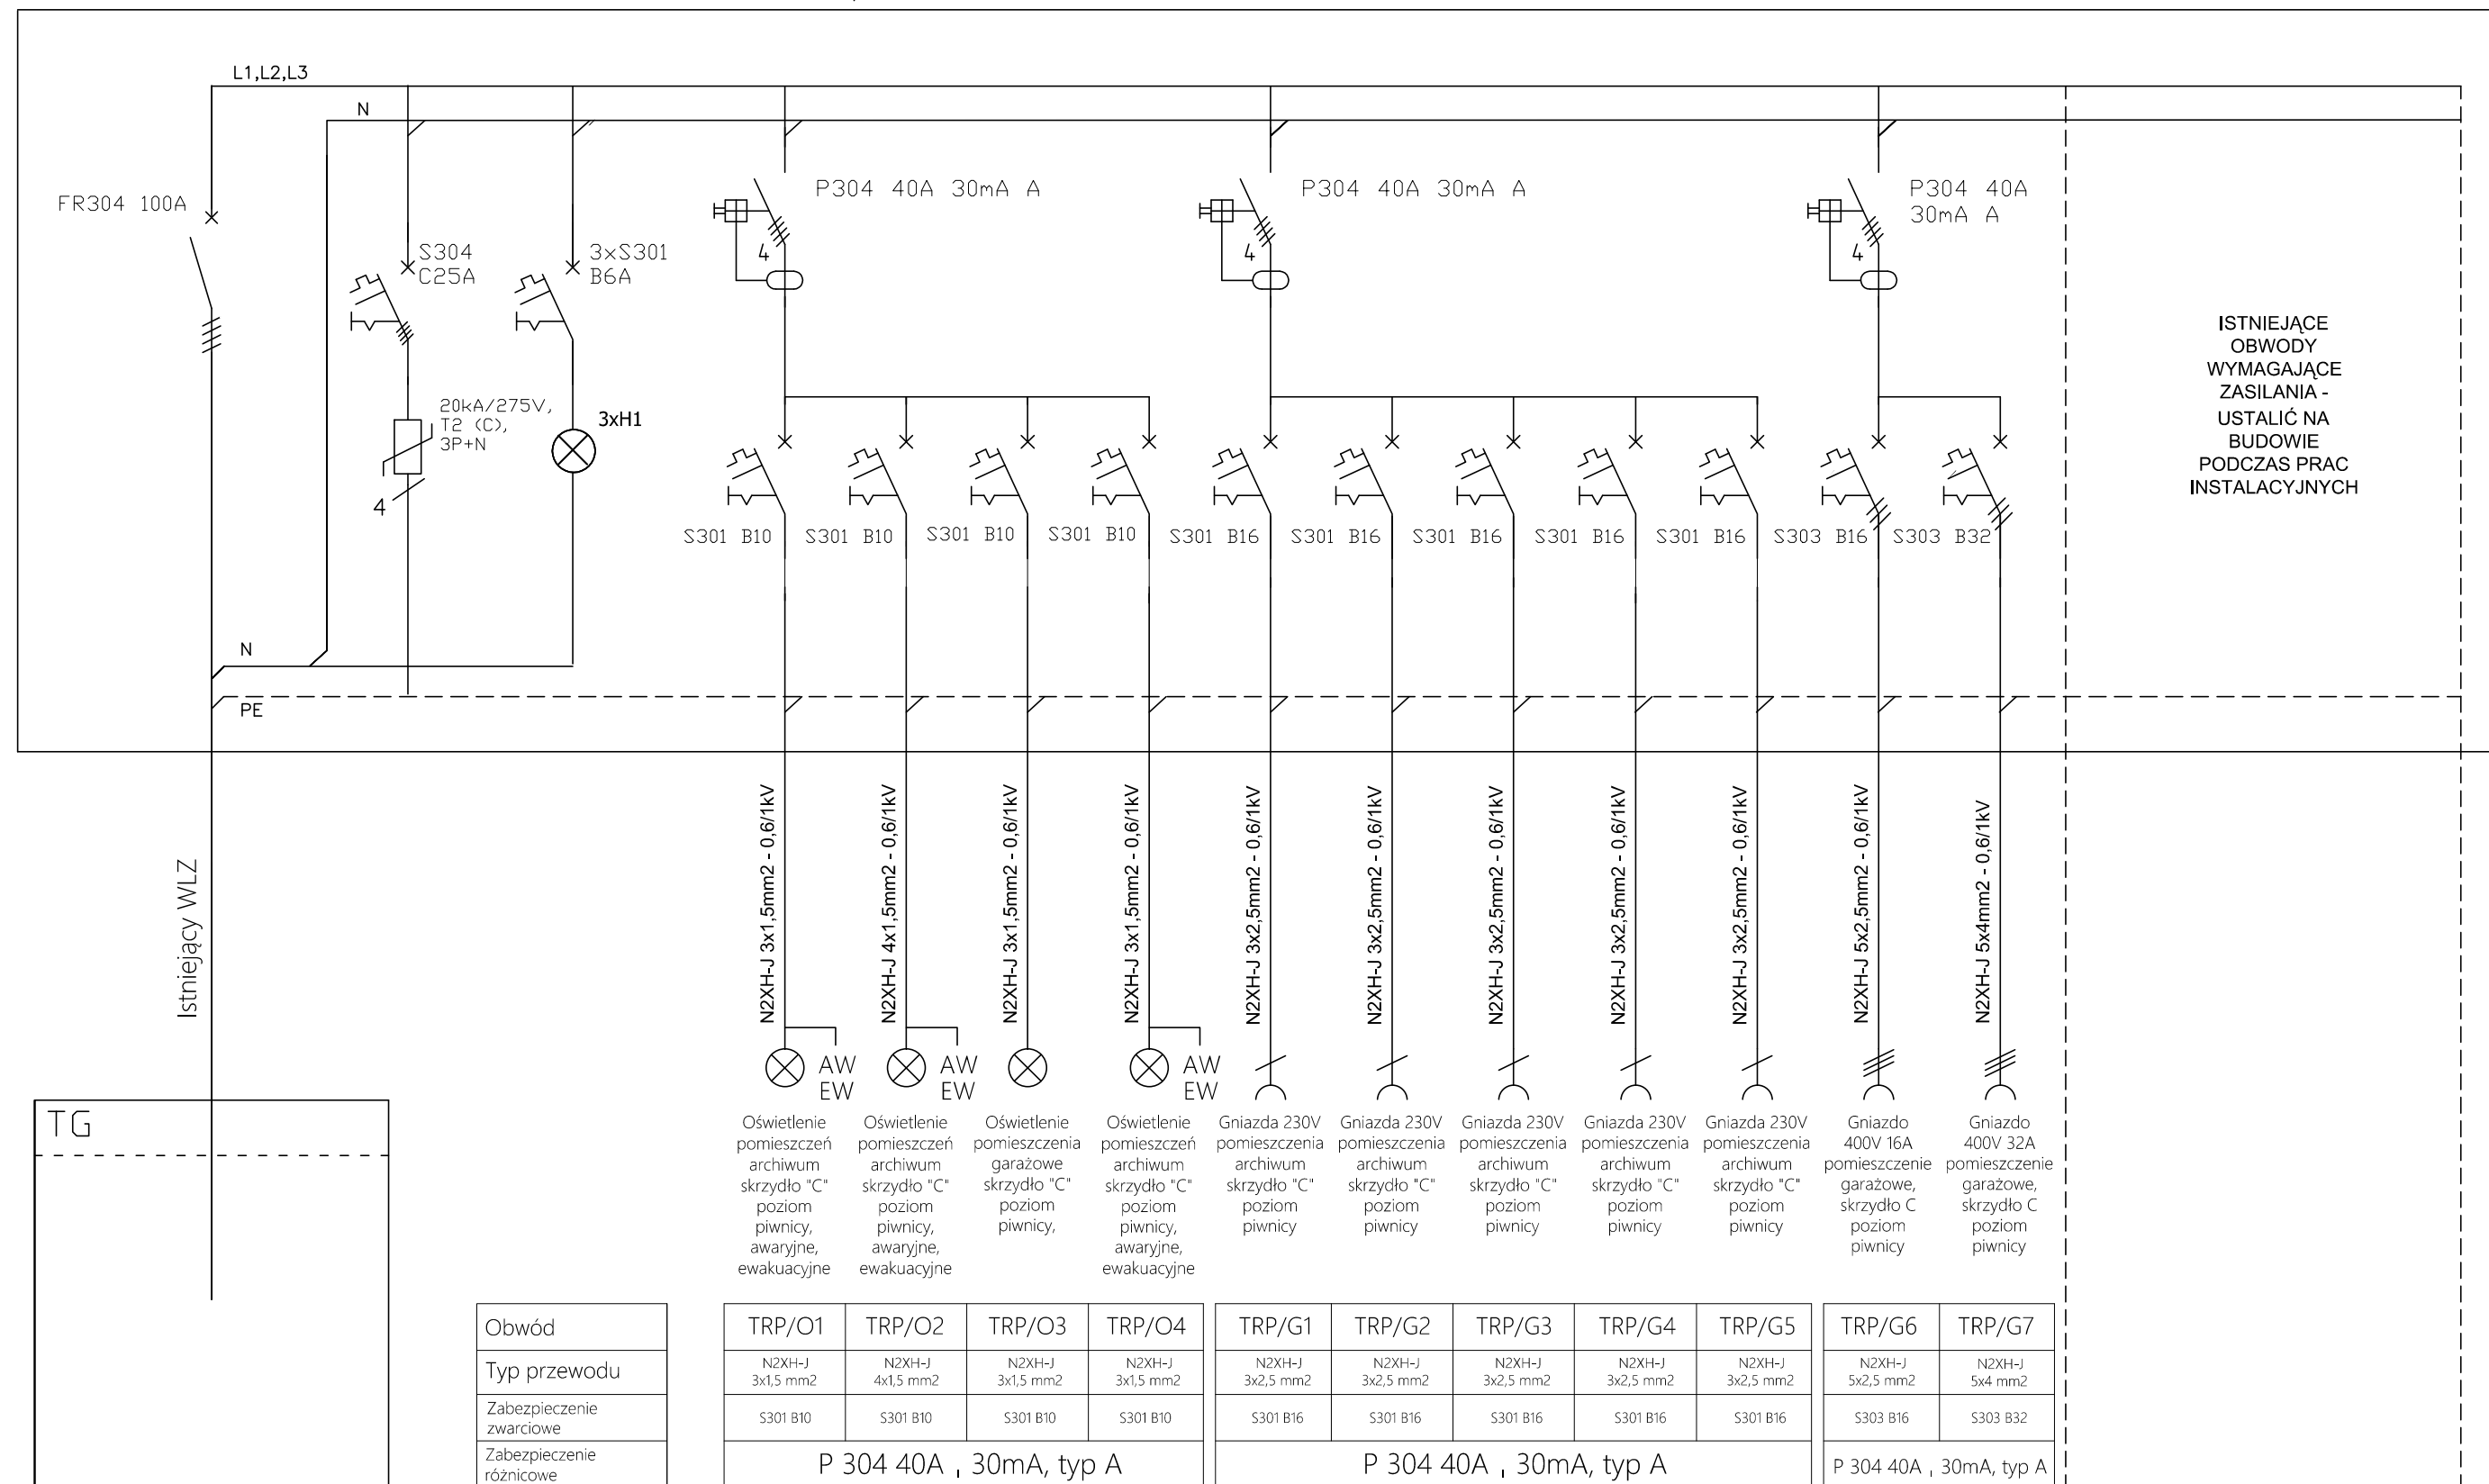 L1,L2,L3
N
FR304 100A
S304
C25A
3xS301
B6A
P304 40A 30mA A
4
P304 40A 30mA A
4
P304 40A
30mA A
4
20kA/275V,
T2 (C),
3P+N
4
3xH1
ISTNIEJĄCE
OBWODY
WYMAGAJĄCE
ZASILANIA -
USTALIĆ NA
BUDOWIE
PODCZAS PRAC
INSTALACYJNYCH
S301 B10
S301 B10
S301 B10
S301 B10
S301 B16
S301 B16
S301 B16
S301 B16
S301 B16
S303 B16
S303 B32
N
PE
Istniejący WLZ
N2XH-J 3x1,5mm2 - 0,6/1kV
N2XH-J 4x1,5mm2 - 0,6/1kV
N2XH-J 3x1,5mm2 - 0,6/1kV
N2XH-J 3x1,5mm2 - 0,6/1kV
N2XH-J 3x2,5mm2 - 0,6/1kV
N2XH-J 3x2,5mm2 - 0,6/1kV
N2XH-J 3x2,5mm2 - 0,6/1kV
N2XH-J 3x2,5mm2 - 0,6/1kV
N2XH-J 3x2,5mm2 - 0,6/1kV
N2XH-J 5x2,5mm2 - 0,6/1kV
N2XH-J 5x4mm2 - 0,6/1kV
AW
EW
AW
EW
AW
EW
TG
Oświetlenie
pomieszczeń
archiwum
skrzydło "C"
poziom
piwnicy,
awaryjne,
ewakuacyjne
Oświetlenie
pomieszczeń
archiwum
skrzydło "C"
poziom
piwnicy,
awaryjne,
ewakuacyjne
Oświetlenie
pomieszczenia
garażowe
skrzydło "C"
poziom
piwnicy,
Oświetlenie
pomieszczeń
archiwum
skrzydło "C"
poziom
piwnicy,
awaryjne,
ewakuacyjne
Gniazda 230V
pomieszczenia
archiwum
skrzydło "C"
poziom
piwnicy
Gniazda 230V
pomieszczenia
archiwum
skrzydło "C"
poziom
piwnicy
Gniazda 230V
pomieszczenia
archiwum
skrzydło "C"
poziom
piwnicy
Gniazda 230V
pomieszczenia
archiwum
skrzydło "C"
poziom
piwnicy
Gniazda 230V
pomieszczenia
archiwum
skrzydło "C"
poziom
piwnicy
Gniazdo
400V 16A
pomieszczenie
garażowe,
skrzydło C
poziom
piwnicy
Gniazdo
400V 32A
pomieszczenie
garażowe,
skrzydło C
poziom
piwnicy
Obwód TRP/O1 TRP/O2 TRP/O3 TRP/O4 TRP/G1 TRP/G2 TRP/G3 TRP/G4 TRP/G5 TRP/G6 TRP/G7
Typ przewodu
N2XH-J N2XH-J N2XH-J N2XH-J N2XH-J N2XH-J N2XH-J N2XH-J N2XH-J N2XH-J N2XH-J
3x1,5 mm2 4x1,5 mm2 3x1,5 mm2 3x1,5 mm2 3x2,5 mm2 3x2,5 mm2 3x2,5 mm2 3x2,5 mm2 3x2,5 mm2 5x2,5 mm2 5x4 mm2
Zabezpieczenie
zwarciowe
S301 B10 S301 B10 S301 B10 S301 B10 S301 B16 S301 B16 S301 B16 S301 B16 S301 B16 S303 B16 S303 B32
Zabezpieczenie
różnicowe
P 304 40A , 30mA, typ A P 304 40A , 30mA, typ A P 304 40A , 30mA, typ A